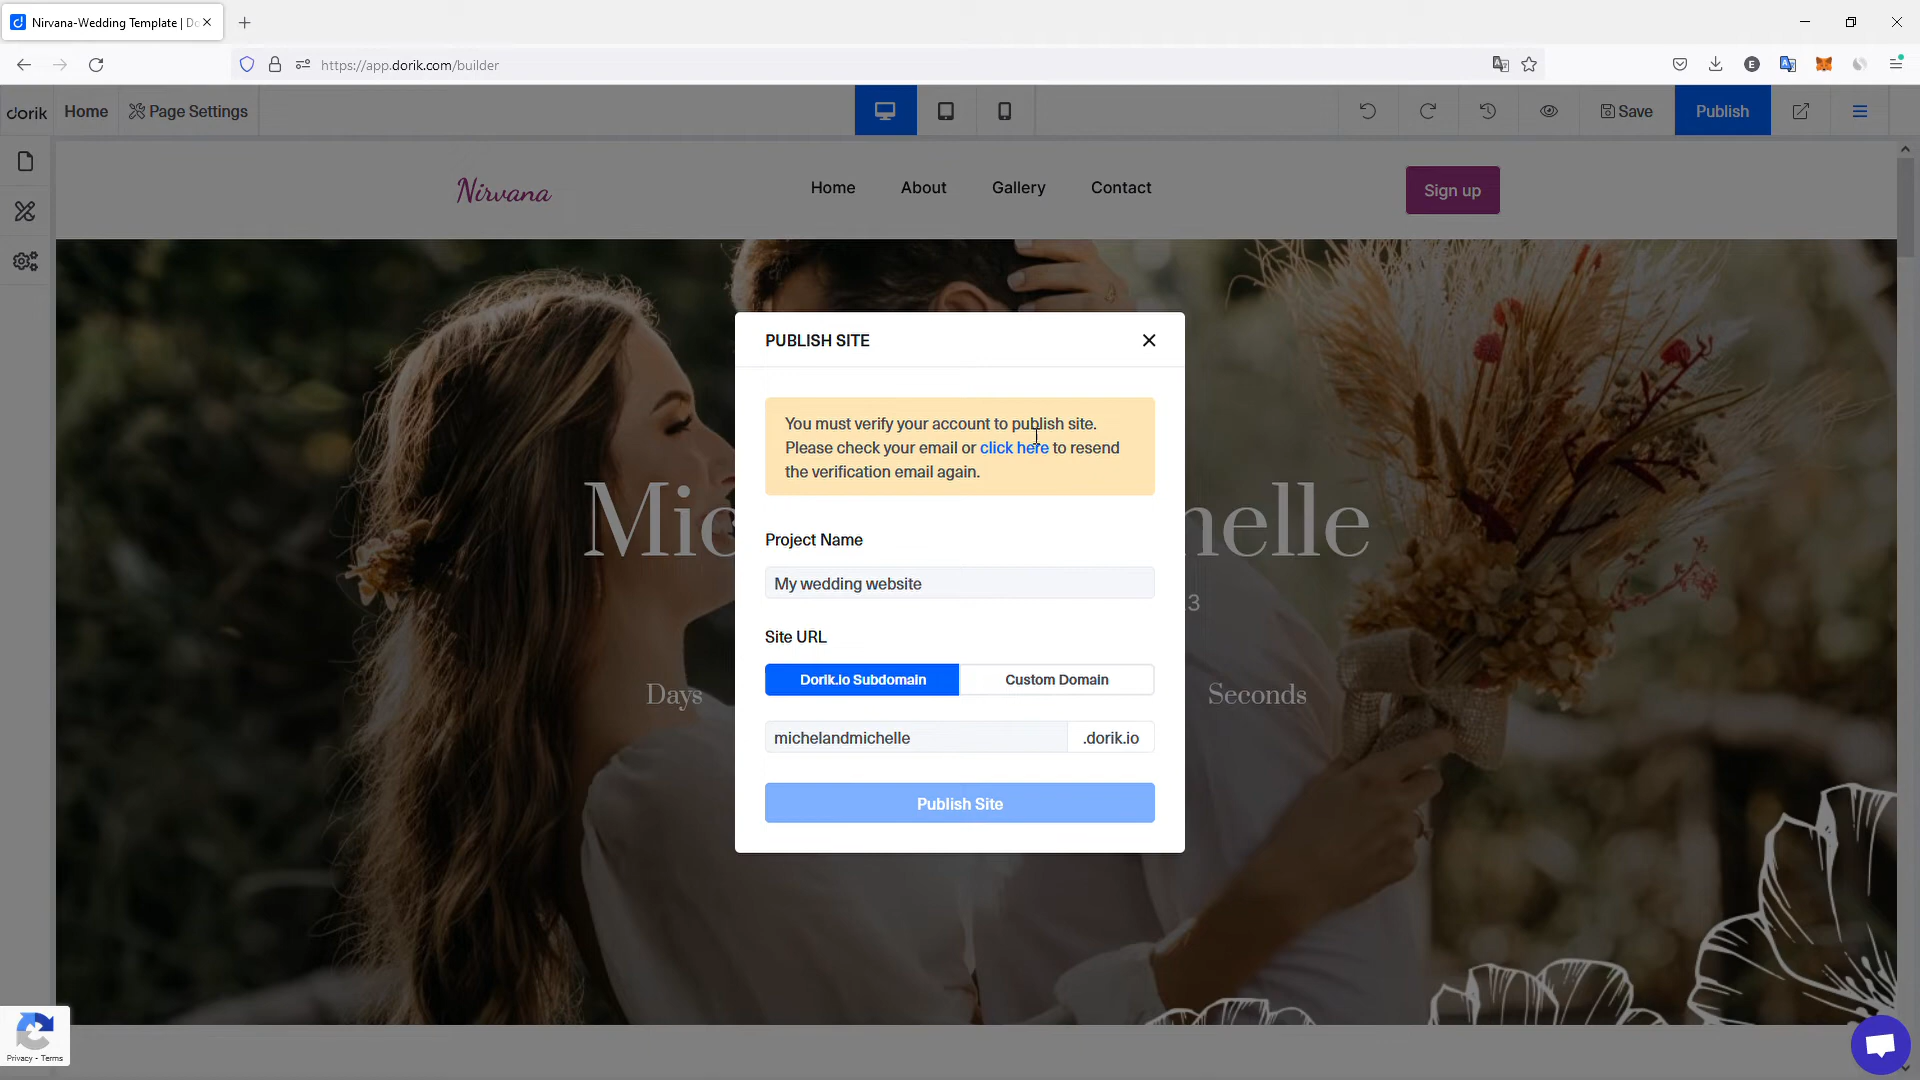 Nirvana-Wedding Template | Do
https://app.dorik.com/builder
dorik
Home
Page Settings
Save
Publish
Nirvana
Home
About
Gallery
Contact
Sign up
PUBLISH SITE
You must verify your account to publish site.
Please check your email or click here to resend
the verification email again.
Mic
helle
Project Name
My wedding website
Site URL
Dorik.io Subdomain
Custom Domain
Days
Seconds
michelandmichelle
.dorik.io
Publish Site
Privacy - Terms